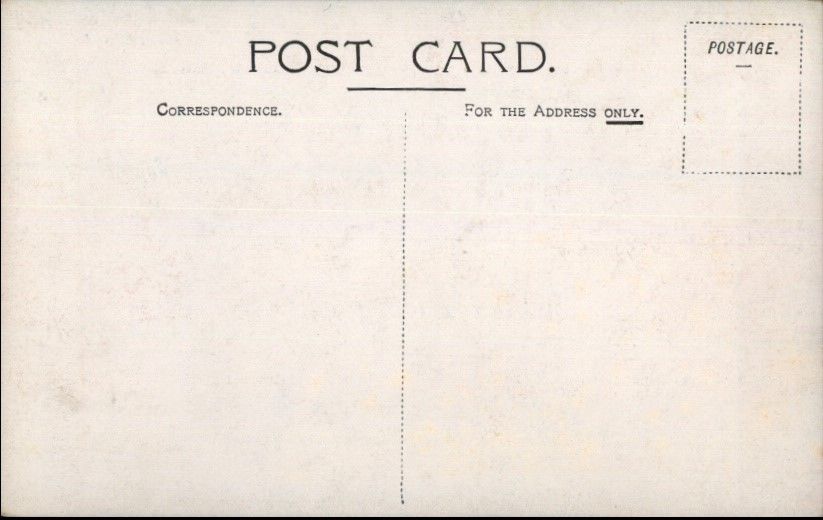 POST CARD.
POSTAGE.
CORRESPONDENCE.
FOR THE ADDRESS ONLY.